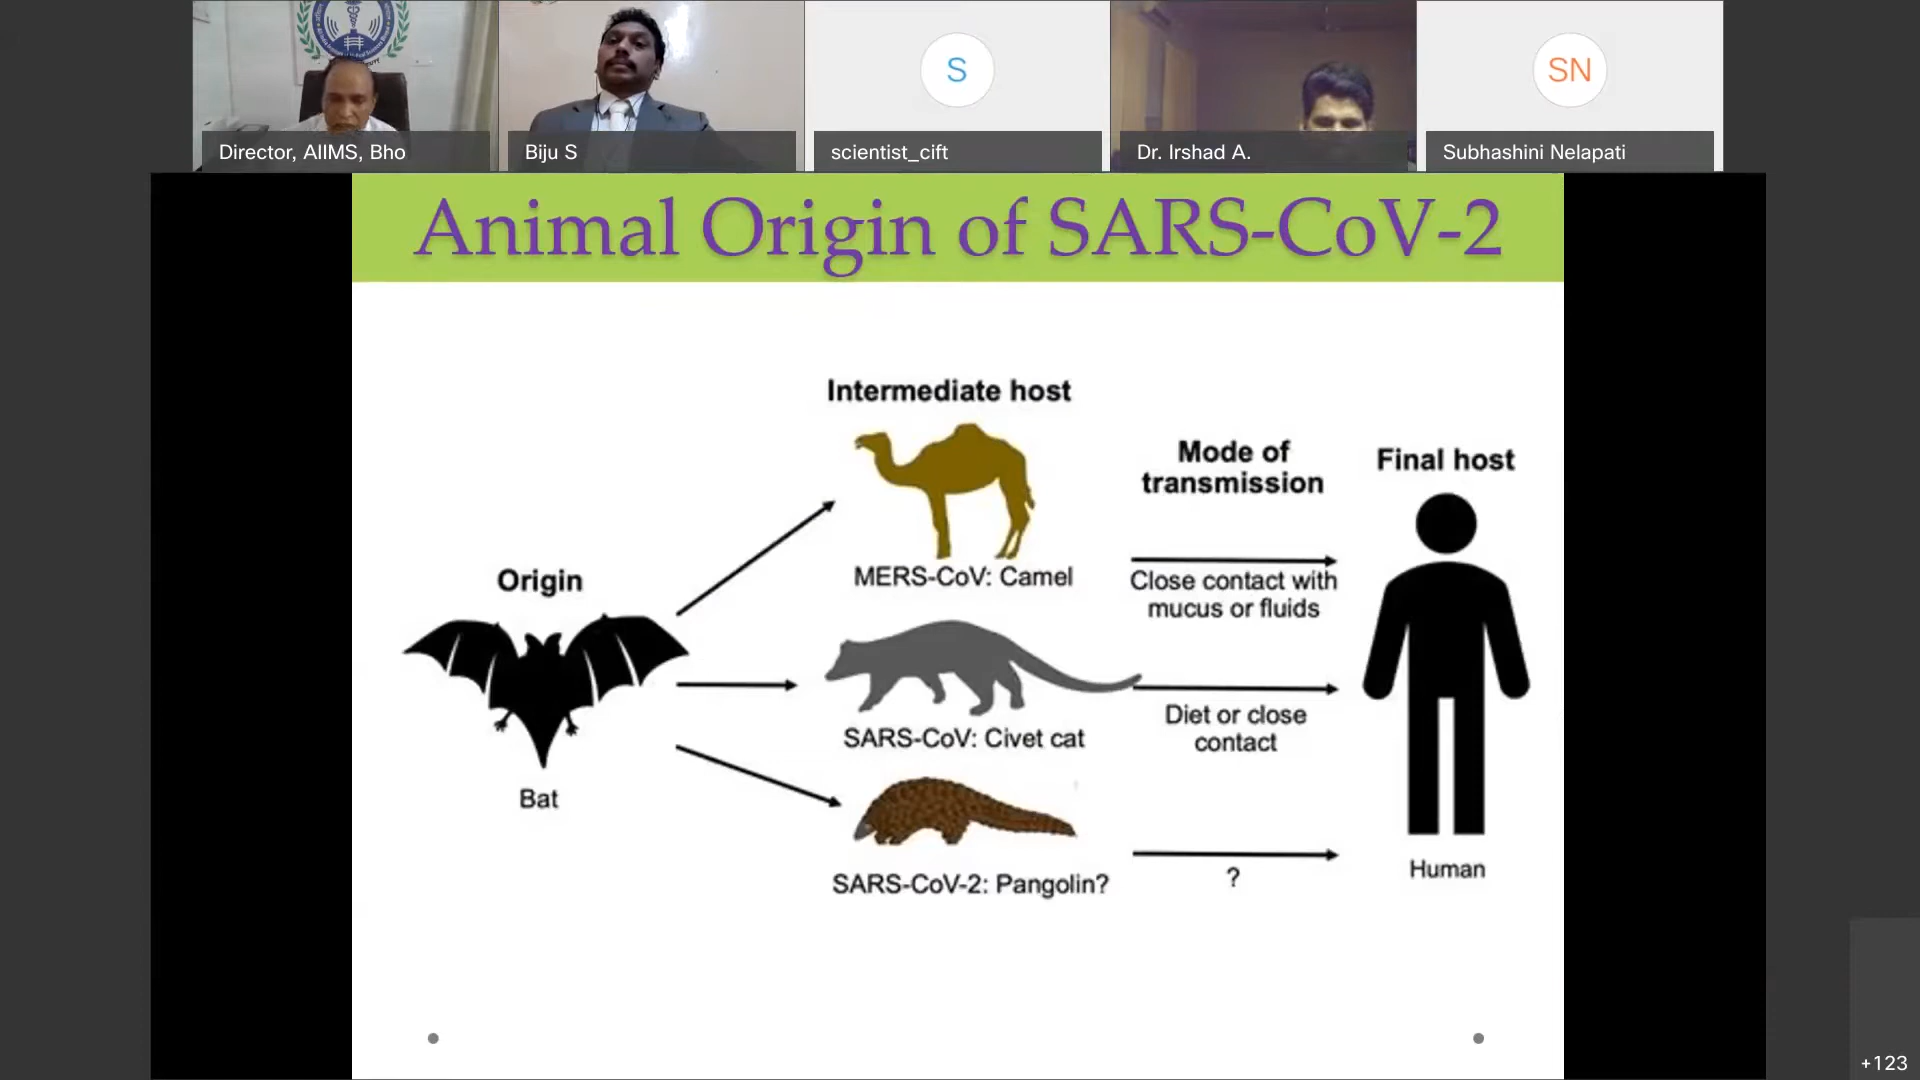 Director, AIIMS, Bho
Biju S
S
scientist_cift
Dr. Irshad A.
SN
Subhashini Nelapati
Animal Origin of SARS-CoV-2
Intermediate host
Mode of
transmission
Final host
MERS-CoV: Camel
Close contact with
mucus or fluids
Origin
SARS-CoV: Civet cat
Diet or close
contact
Bat
SARS-CoV-2: Pangolin?
?
Human
+123